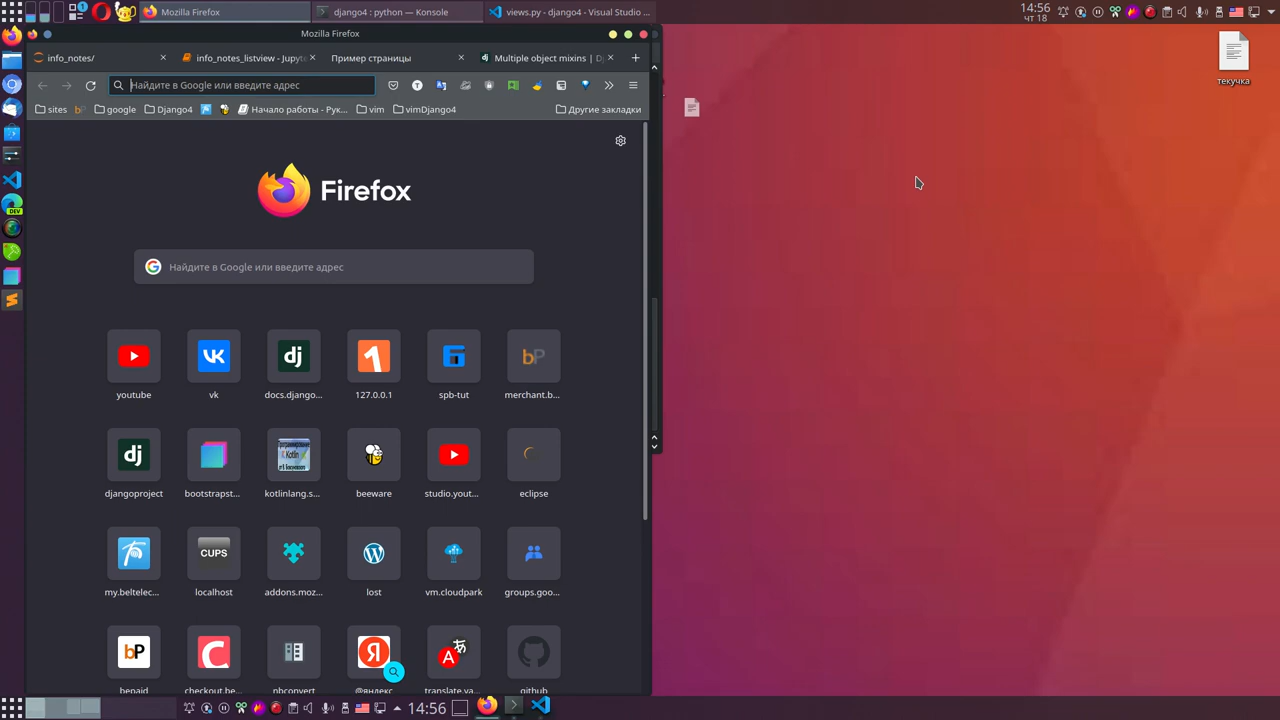 Mozilla Firefox
django4 : python — Konsole
views.py - django4 - Visual Studio ...
14:56
чт 18
Mozilla Firefox
info_notes/
info_notes_listview - Jupyte
Пример страницы
Multiple object mixins | D
Найдите в Google или введите адрес
sites
bP
google
Django4
Начало работы - Рук...
vim
vimDjango4
Другие закладки
текучка
DEV
Firefox
Найдите в Google или введите адрес
youtube
vk
docs.django...
127.0.0.1
spb-tut
merchant.b...
djangoproject
bootstrapst...
kotlinlang.s...
beeware
studio.yout...
eclipse
CUPS
my.beltelec...
localhost
addons.moz...
lost
vm.cloudpark
groups.goo...
bepaid
checkout.be...
nbconvert
@яндекс
translate.ya...
github
14:56